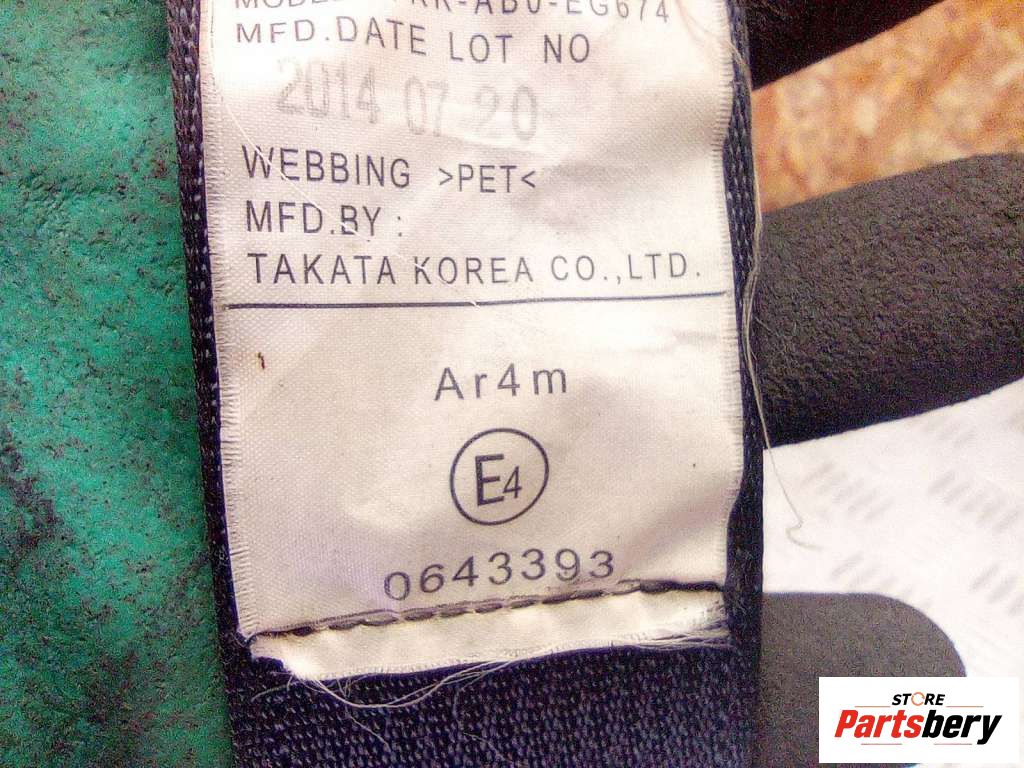 MFD.DATE LOT NO
2014 07 20
WEBBING >PET<
MFD.BY :
TAKATA KOREA CO.,LTD.
Ar4m
E4
0643393
STORE
Partsbery